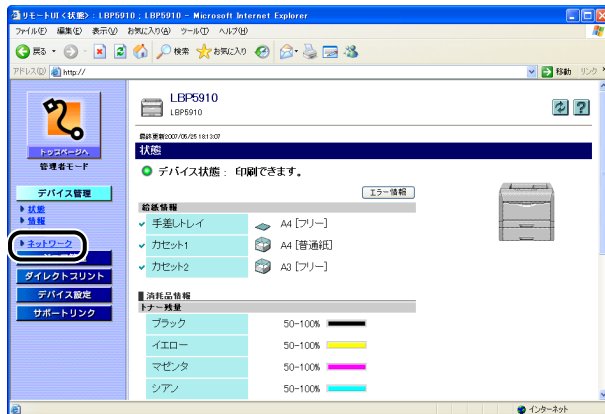 リモートUI <状態> : LBP5910 ; LBP5910 - Microsoft Internet Explorer
ファイル(F) 編集(E) 表示(V) お気に入り(A) ツール(T) ヘルプ(H)
戻る 検索 お気に入り
アドレス(D) http:// 移動 リンク
LBP5910
LBP5910
トップページへ
管理者モード
デバイス管理
状態
情報
ネットワーク
ダイレクトプリント
デバイス設定
サポートリンク
最終更新2007/05/25 18:13:07
状態
デバイス状態 : 印刷できます。
エラー情報
給紙情報
手差しトレイ A4 [フリー]
カセット1 A4 [普通紙]
カセット2 A3 [フリー]
消耗品情報
トナー残量
ブラック 50-100%
イエロー 50-100%
マゼンタ 50-100%
シアン 50-100%
インターネット